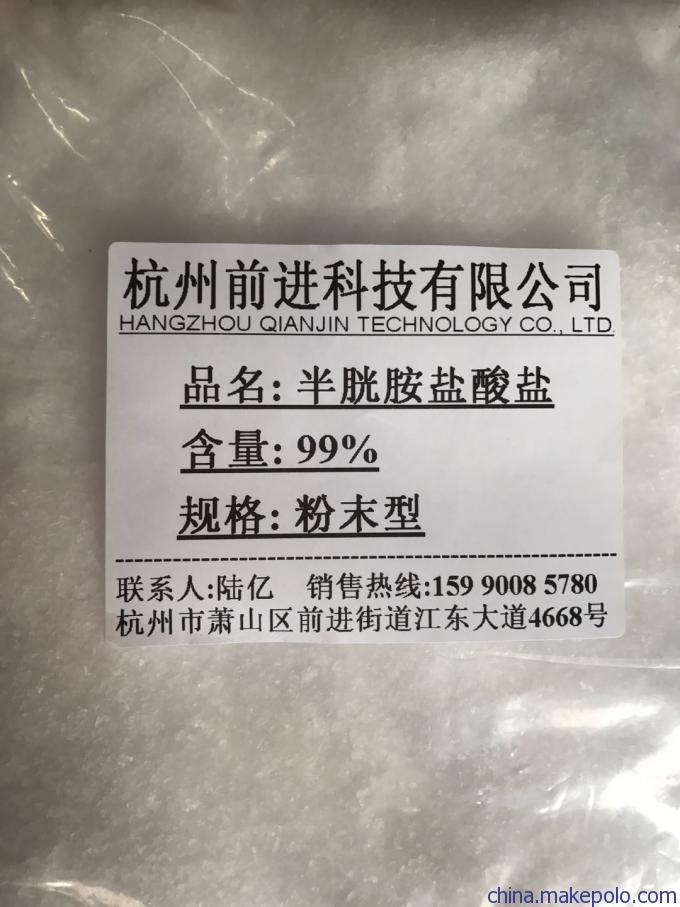 杭州前进科技有限公司
HANGZHOU QIANJIN TECHNOLOGY CO., LTD.
品名: 半胱胺盐酸盐
含量: 99%
规格: 粉末型
联系人:陆亿 销售热线:159 9008 5780
杭州市萧山区前进街道江东大道4668号
china.makepolo.com